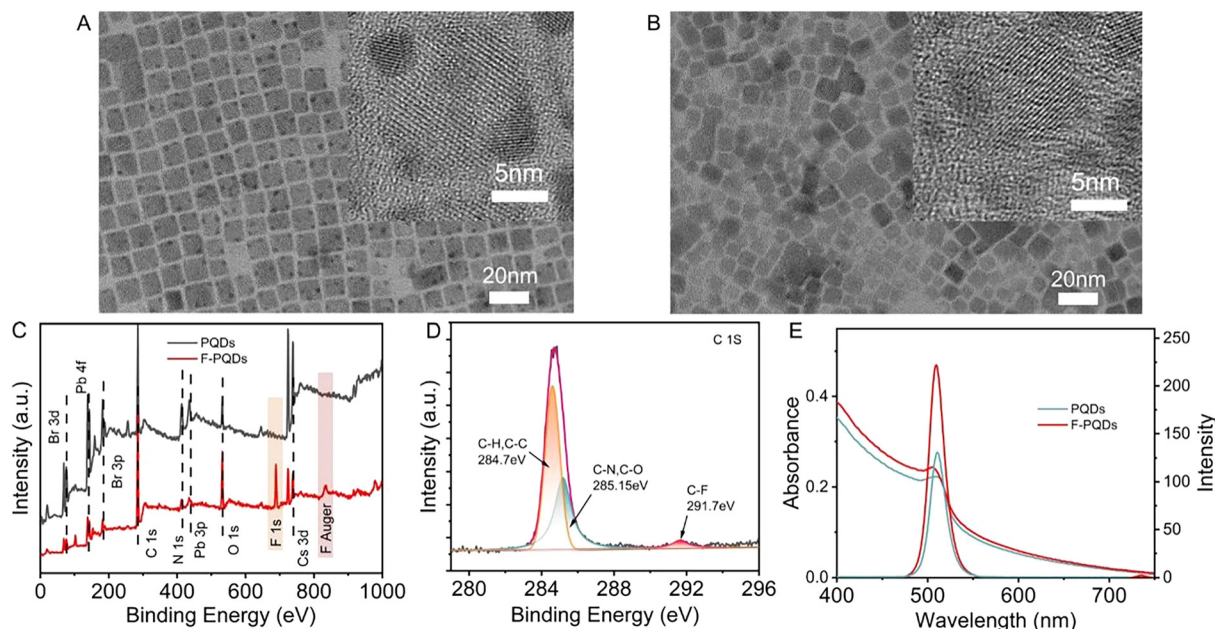 A
5nm
20nm
B
5nm
20nm
C
PQDs
F-PQDs
Br 3d
Pb 4f
Br 3p
C 1s
N 1s
Pb 3p
O 1s
F 1s
Cs 3d
F Auger
Intensity (a.u.)
0 200 400 600 800 1000
Binding Energy (eV)
D
C 1S
C-H,C-C
284.7eV
C-N,C-O
285.15eV
C-F
291.7eV
Intensity (a.u.)
280 284 288 292 296
Binding Energy (eV)
E
PQDs
F-PQDs
Absorbance
0.4
0.2
0.0
Intensity
250
200
150
100
50
0
400 500 600 700
Wavelength (nm)